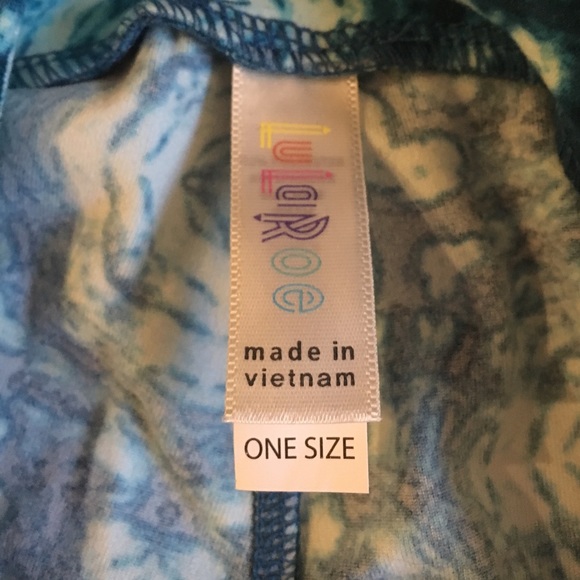 LuLaRoe
made in
vietnam
ONE SIZE